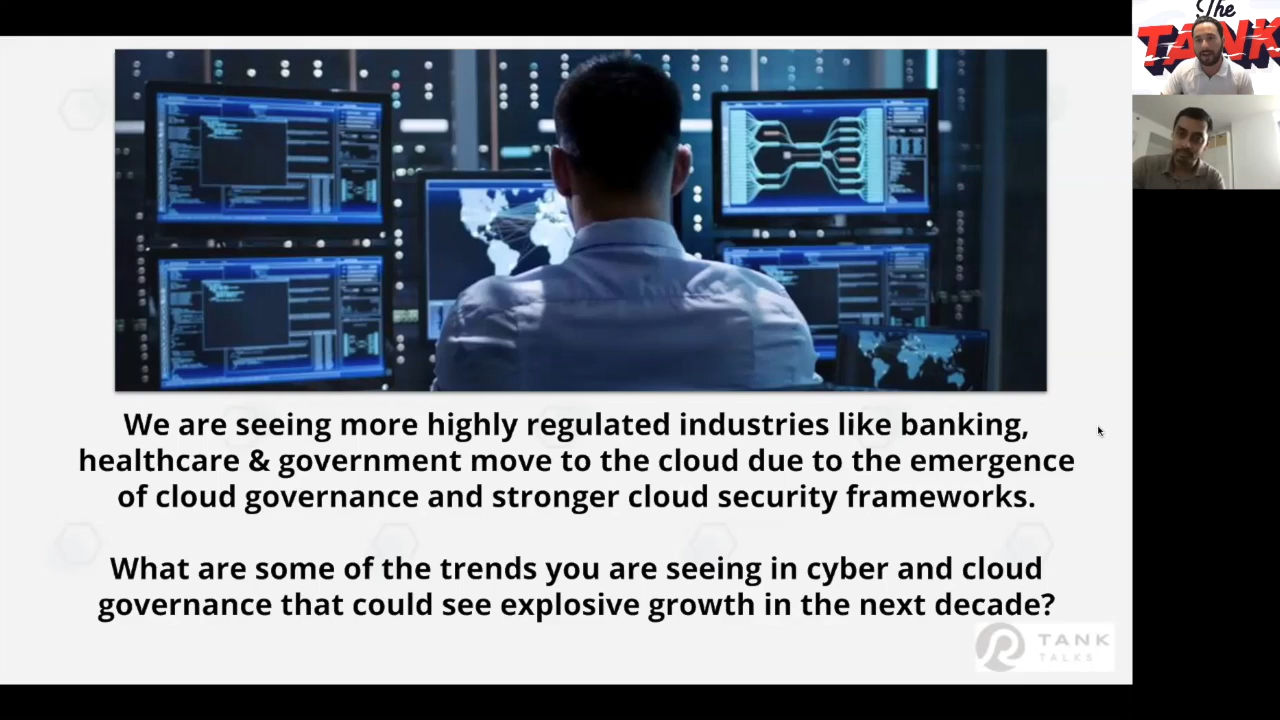 The
TANK
We are seeing more highly regulated industries like banking,
healthcare & government move to the cloud due to the emergence
of cloud governance and stronger cloud security frameworks.
What are some of the trends you are seeing in cyber and cloud
governance that could see explosive growth in the next decade?
TANK
TALKS